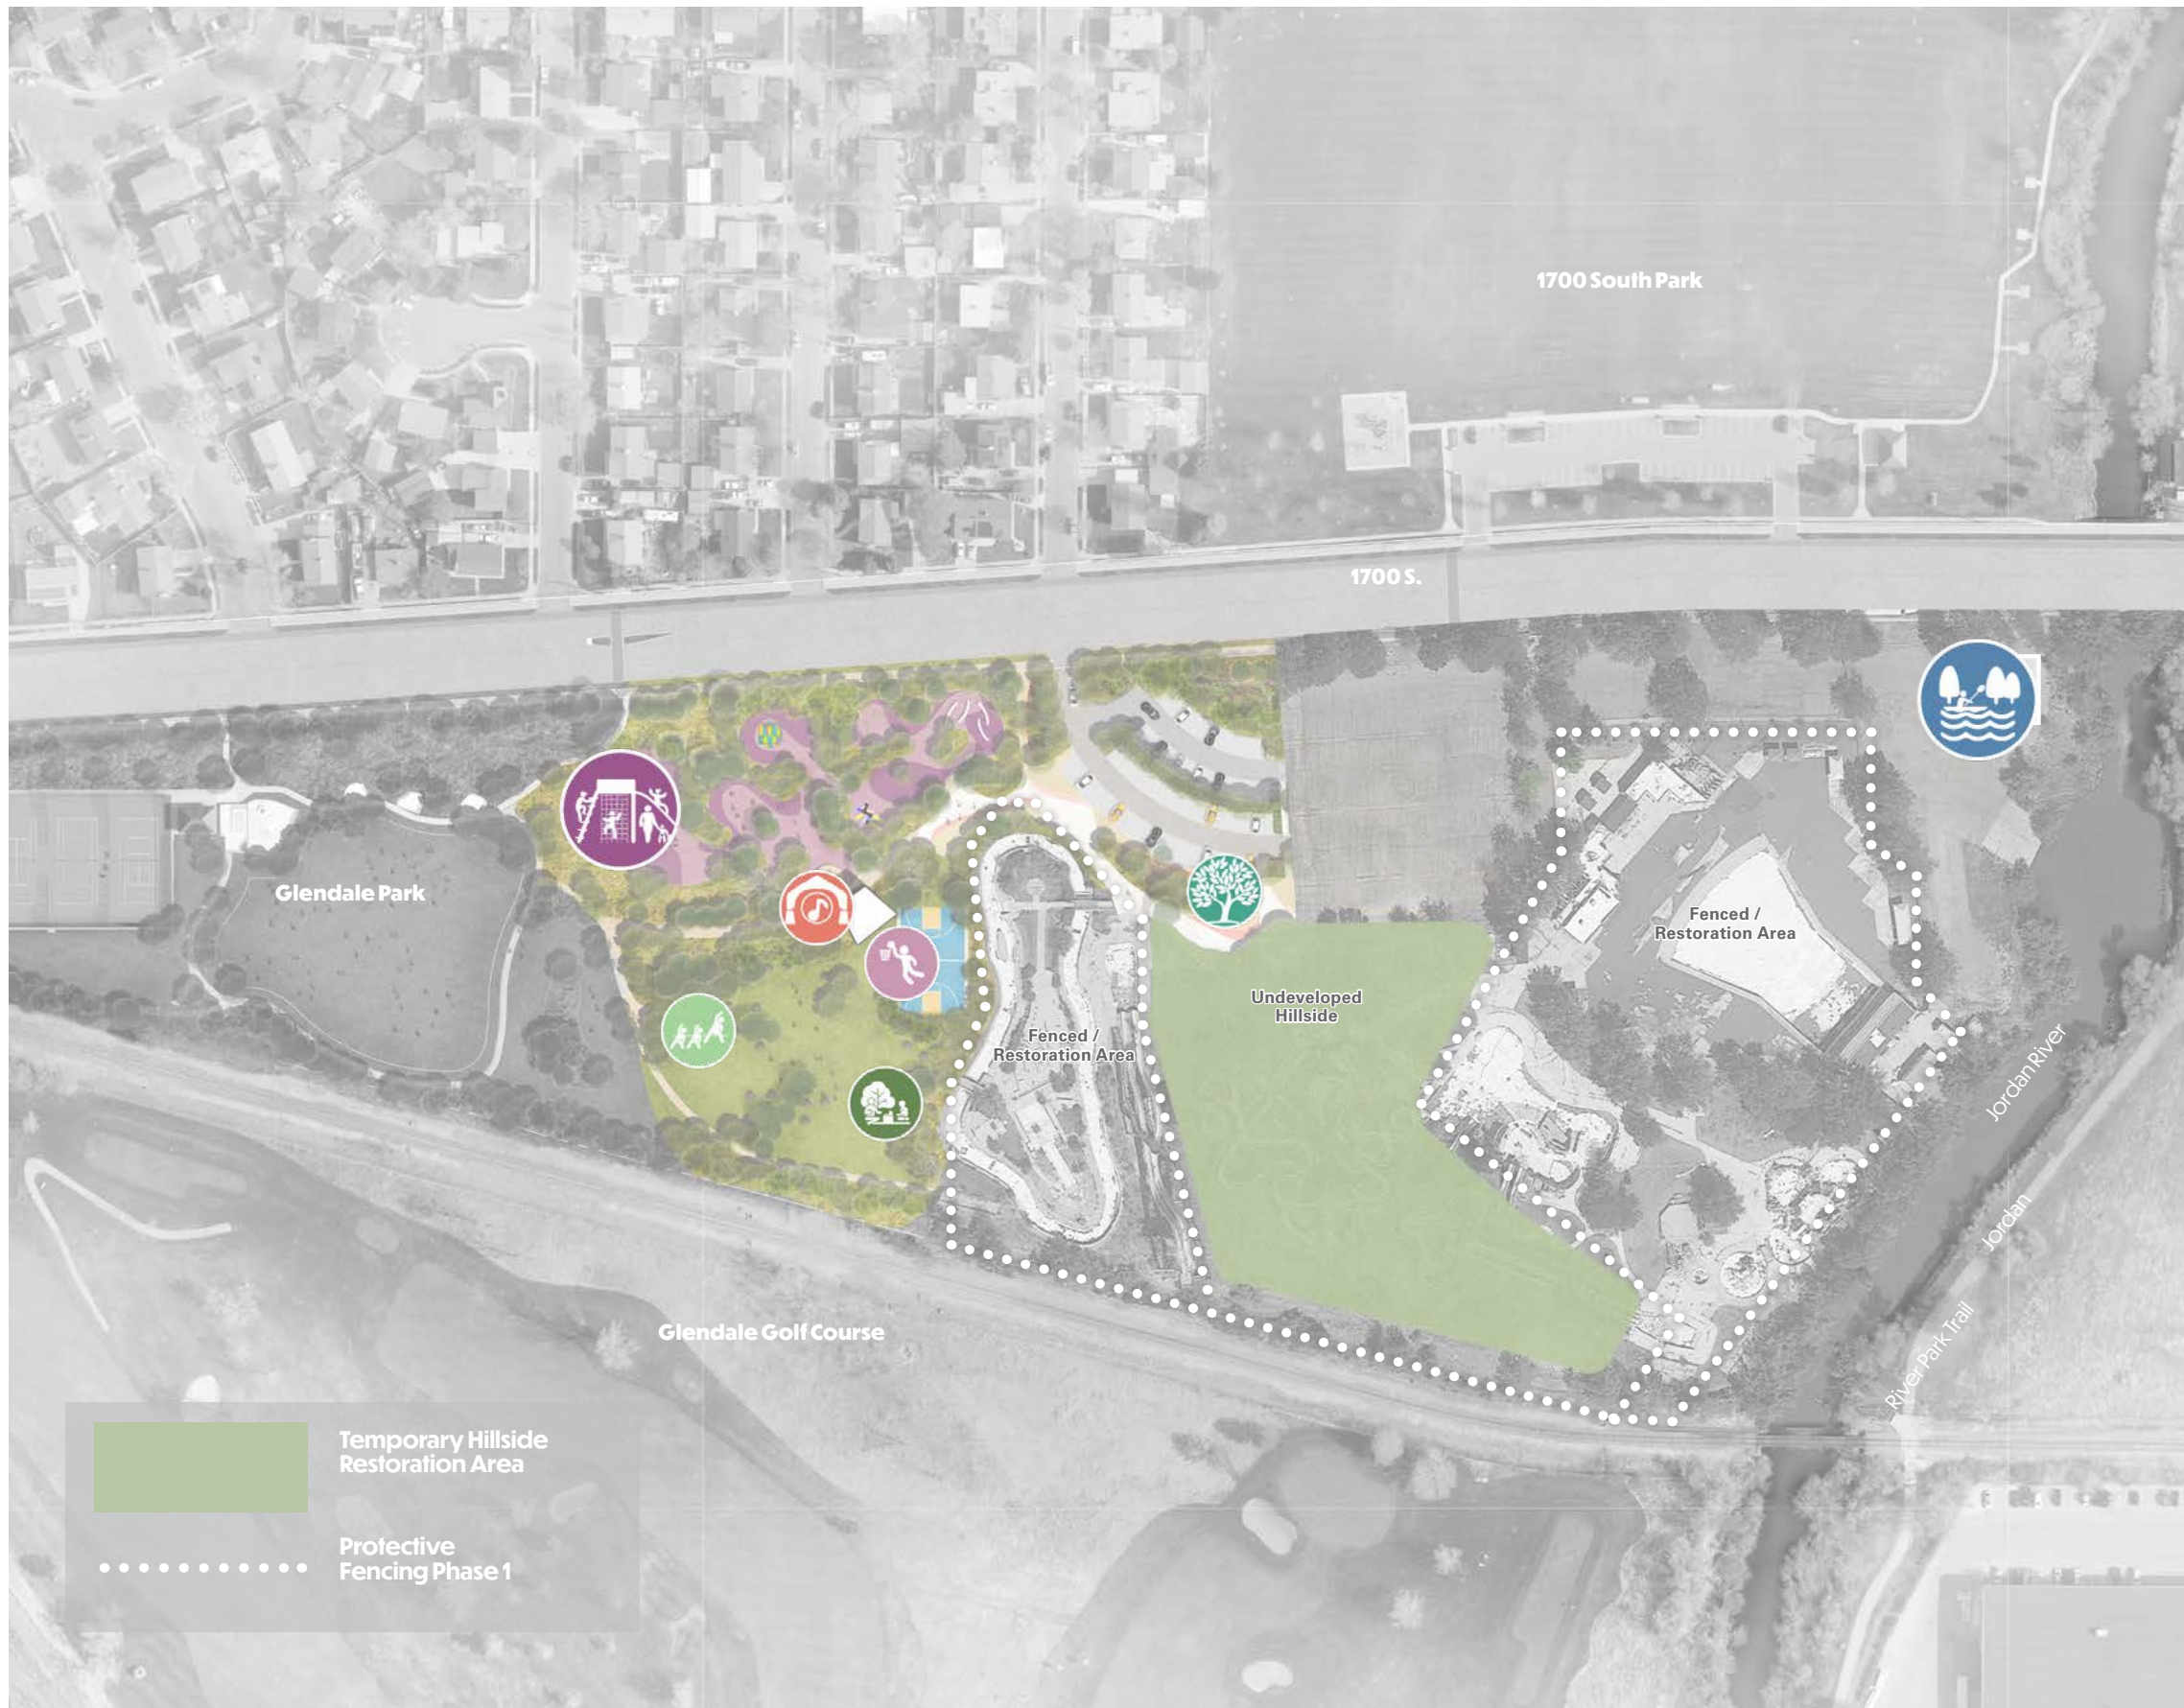 1700 South Park
1700 S.
Glendale Park
Fenced /
Restoration Area
Undeveloped
Hillside
Fenced /
Restoration Area
Jordan River
Jordan
River Park Trail
Glendale Golf Course
Temporary Hillside
Restoration Area
Protective
Fencing Phase 1